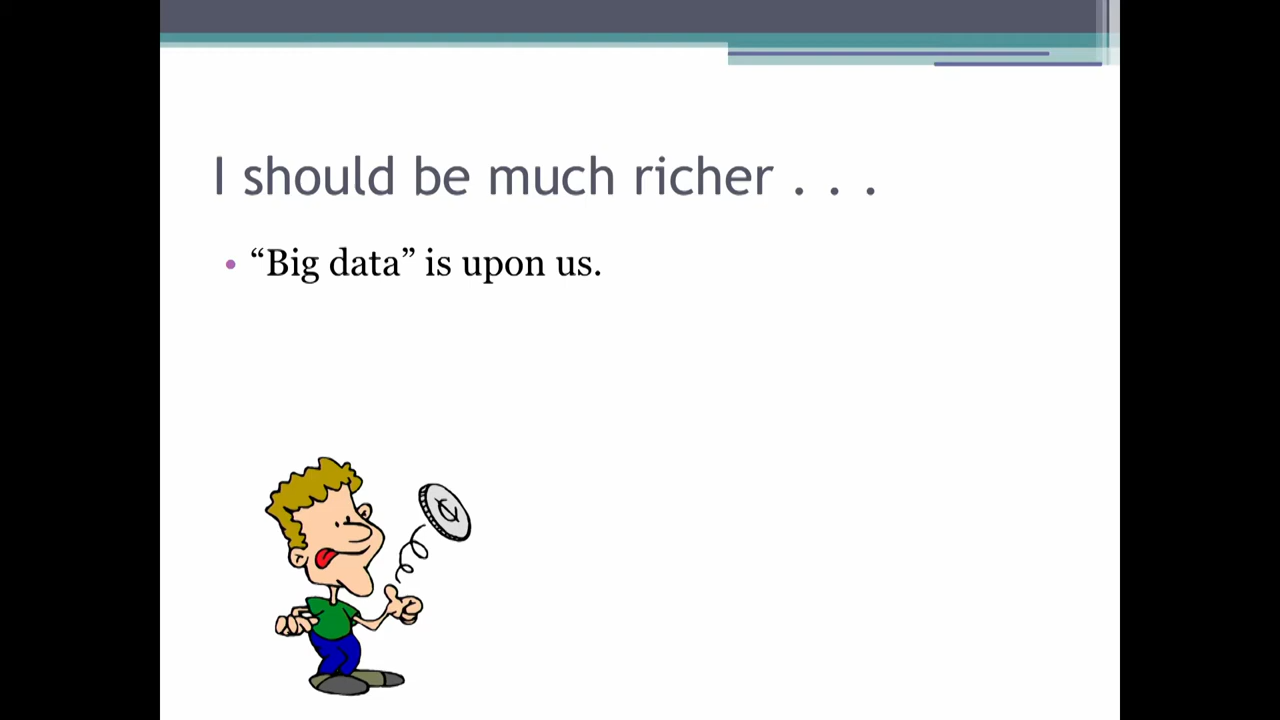 I should be much richer . . .
• “Big data” is upon us.